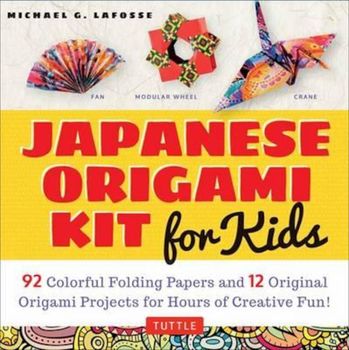 MICHAEL G. LAFOSSE
FAN
MODULAR WHEEL
CRANE
JAPANESE
ORIGAMI
KIT for Kids
92 Colorful Folding Papers and 12 Original
Origami Projects for Hours of Creative Fun!
TUTTLE